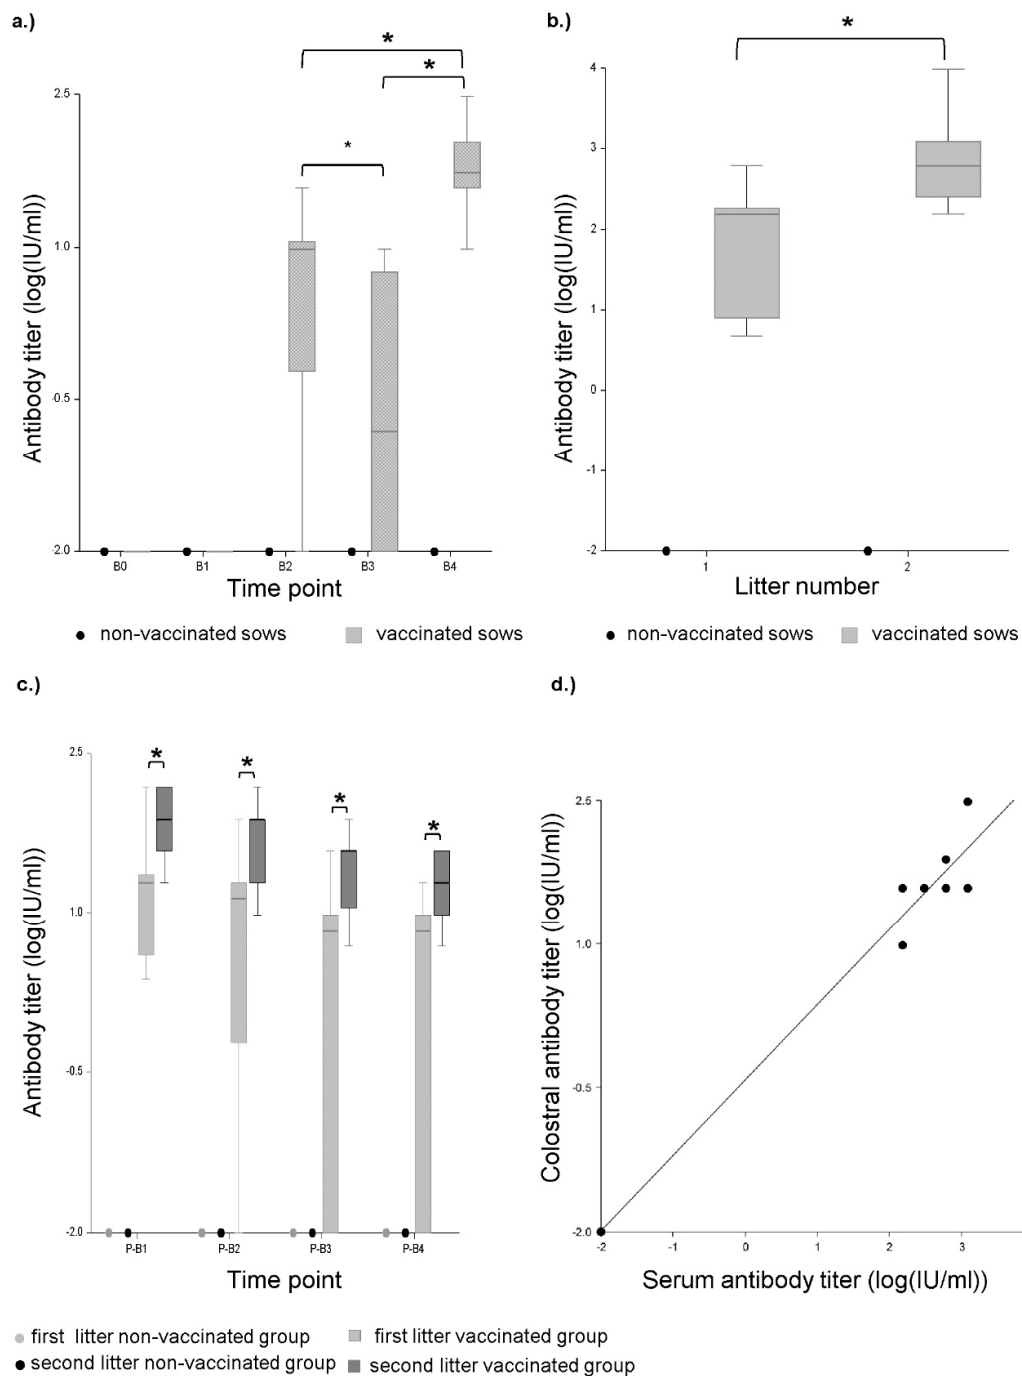 a.)
*
*
*
Antibody titer (log(IU/ml))
2.5
1.0
-0.5
-2.0
B0 B1 B2 B3 B4
Time point
• non-vaccinated sows vaccinated sows
b.)
*
Antibody titer (log(IU/ml))
4
3
2
1
0
-1
-2
1 2
Litter number
• non-vaccinated sows vaccinated sows
c.)
* * * *
Antibody titer (log(IU/ml))
2.5
1.0
-0.5
-2.0
P-B1 P-B2 P-B3 P-B4
Time point
first litter non-vaccinated group first litter vaccinated group
second litter non-vaccinated group second litter vaccinated group
d.)
Colostral antibody titer (log(IU/ml))
2.5
1.0
-0.5
-2.0
-2 -1 0 1 2 3
Serum antibody titer (log(IU/ml))